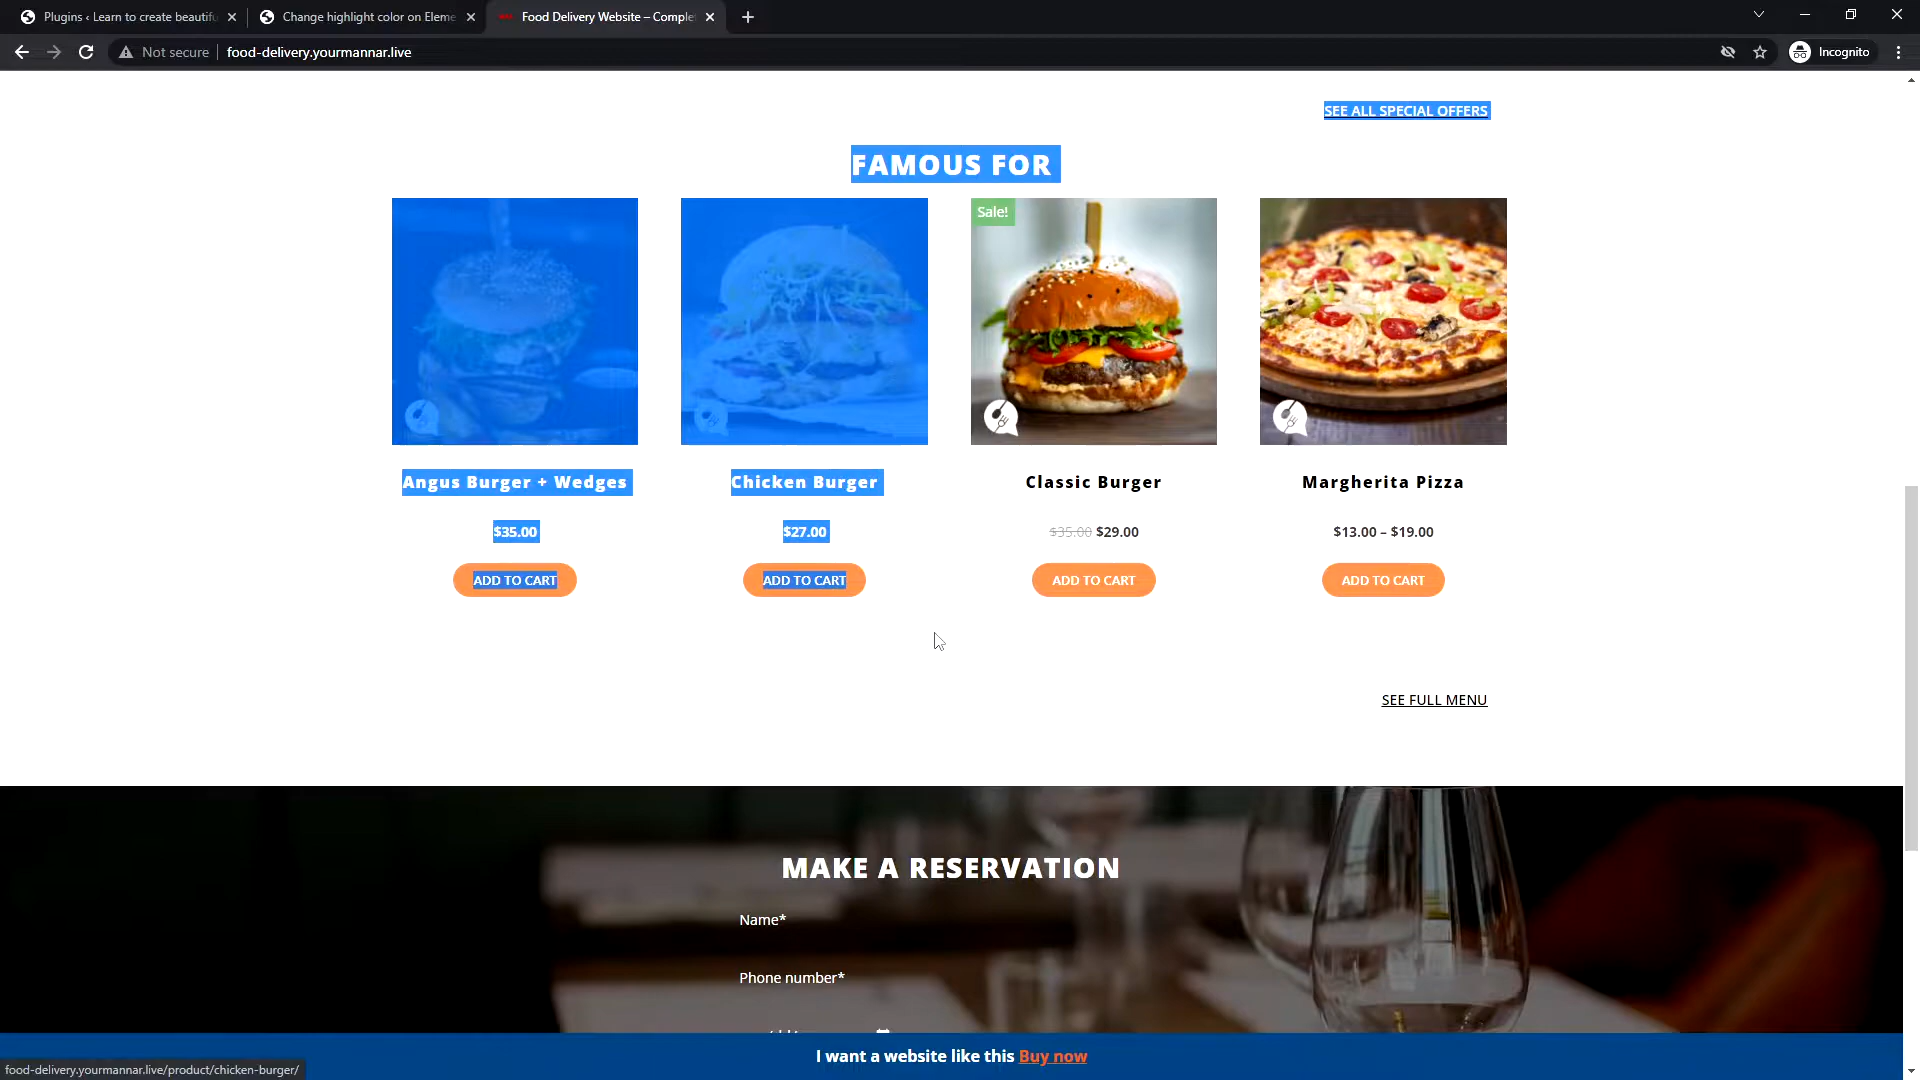 Plugins ‹ Learn to create beautifu
Change highlight color on Eleme
Food Delivery Website – Complet
Not secure
food-delivery.yourmannar.live
Incognito
SEE ALL SPECIAL OFFERS
FAMOUS FOR
Sale!
Angus Burger + Wedges
Chicken Burger
Classic Burger
Margherita Pizza
$35.00
$27.00
$35.00 $29.00
$13.00 – $19.00
ADD TO CART
ADD TO CART
ADD TO CART
ADD TO CART
SEE FULL MENU
MAKE A RESERVATION
Name*
Phone number*
I want a website like this Buy now
food-delivery.yourmannar.live/product/chicken-burger/